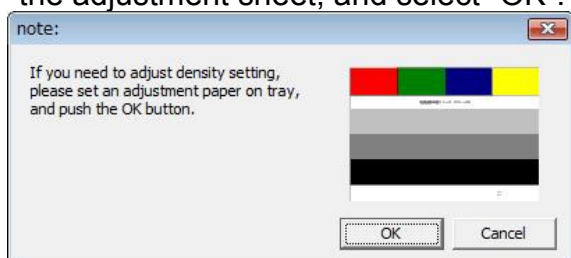 the adjustment sheet, and select "OK".
note:
If you need to adjust density setting,
please set an adjustment paper on tray,
and push the OK button.
OK
Cancel